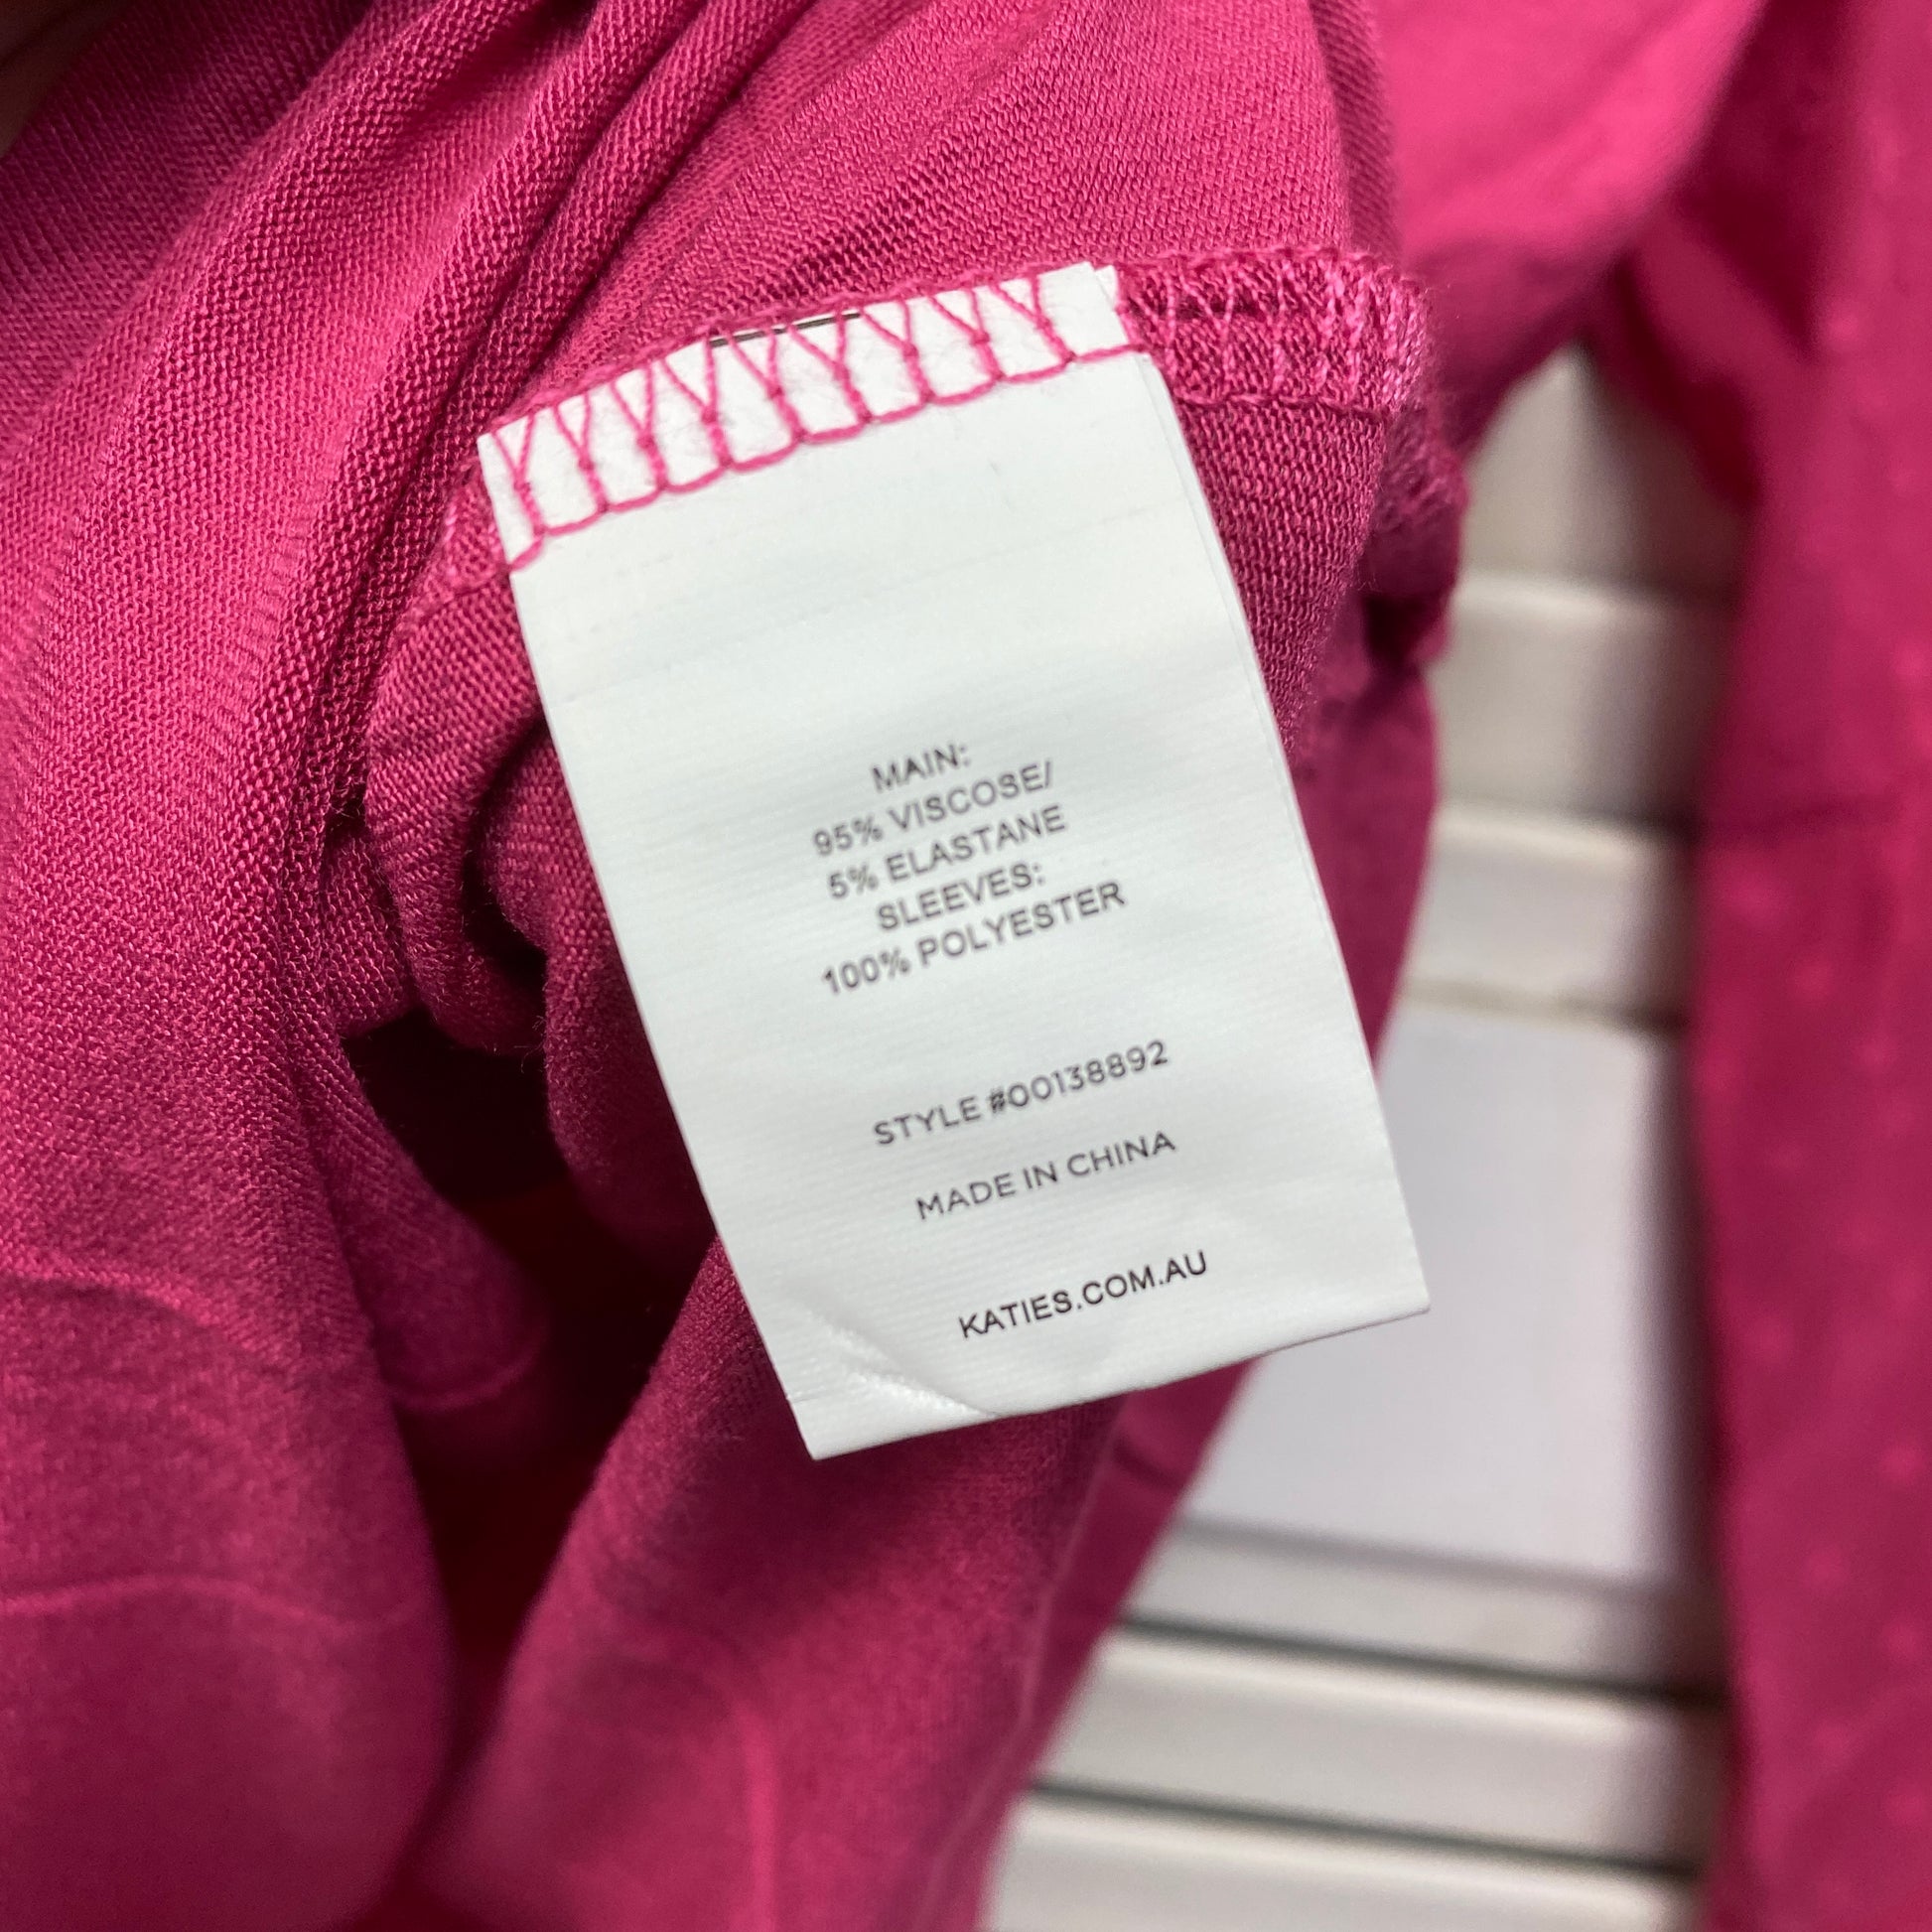 MAIN:
95% VISCOSE/
5% ELASTANE
SLEEVES:
100% POLYESTER
STYLE #00138892
MADE IN CHINA
KATIES.COM.AU